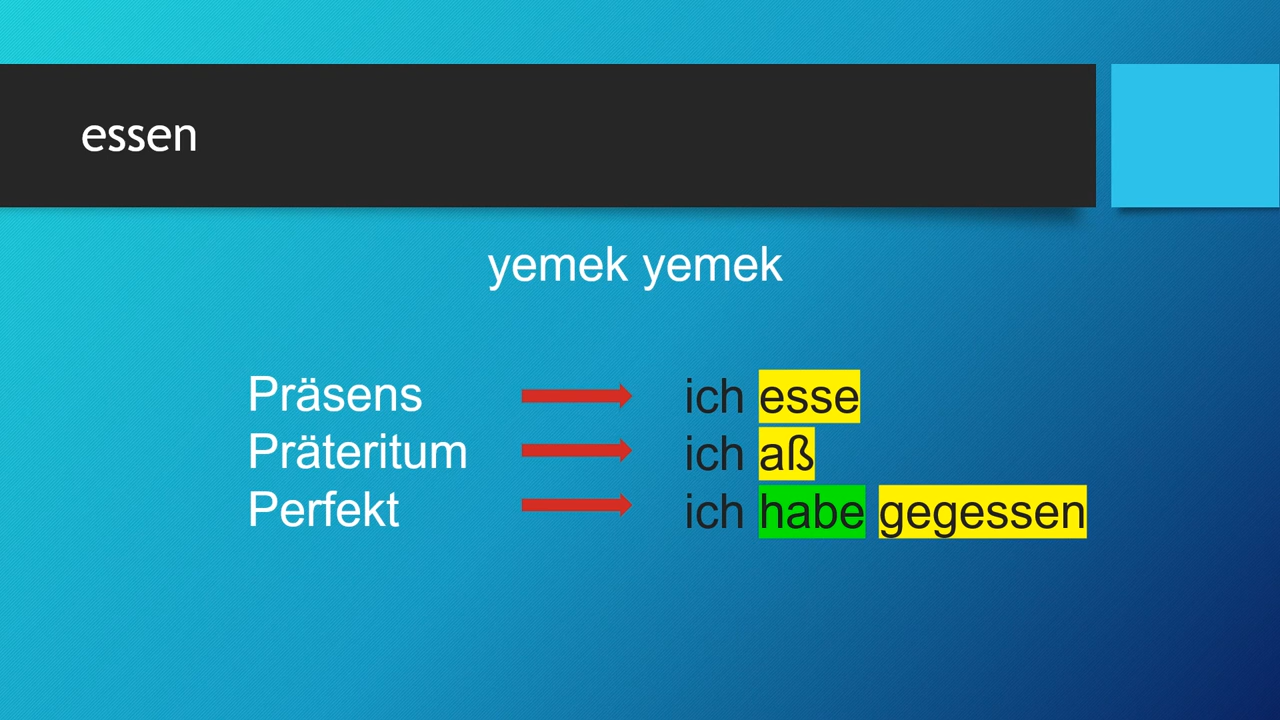 essen
yemek yemek
Präsens ich esse
Präteritum ich aß
Perfekt ich habe gegessen